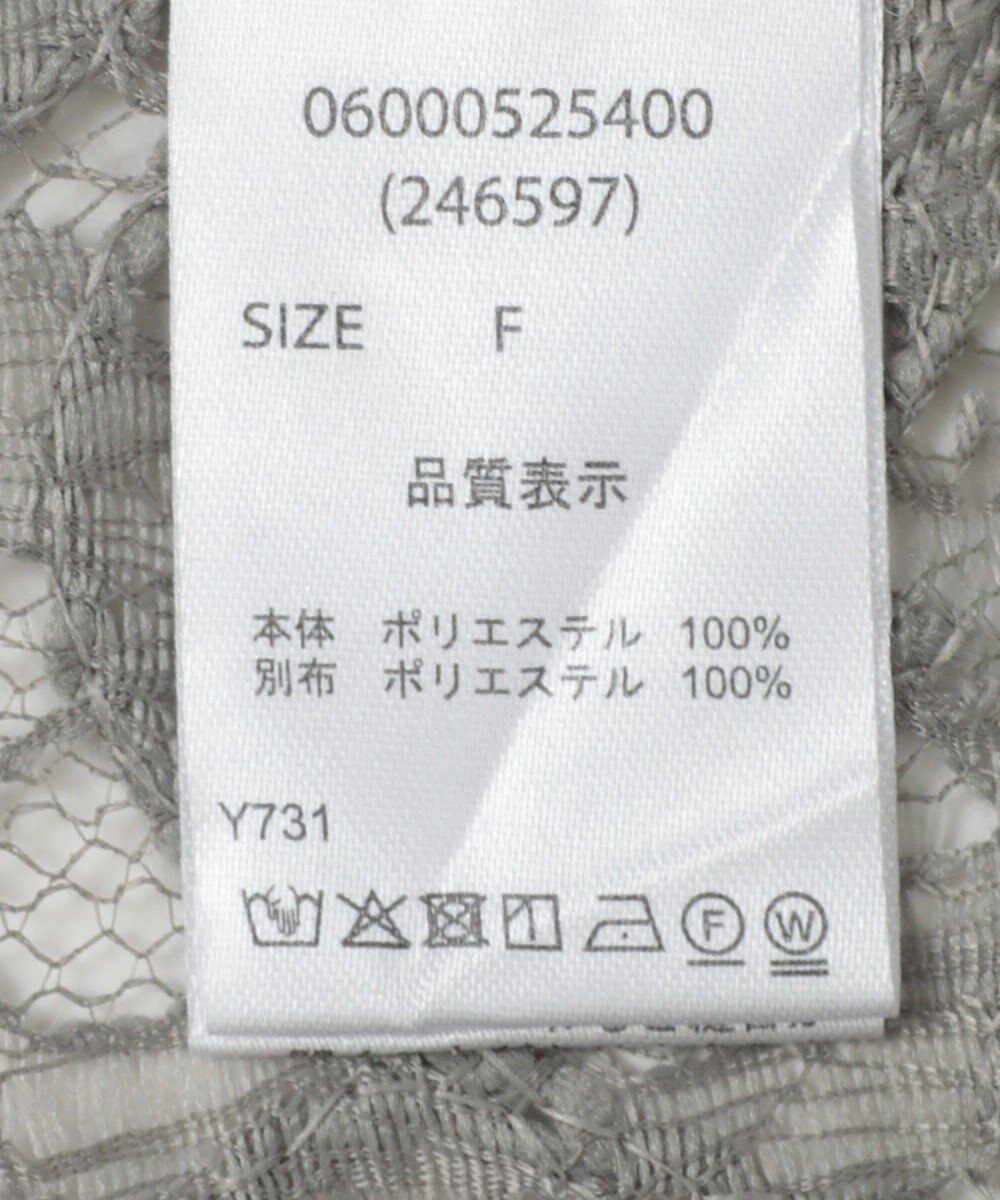 06000525400
(246597)
SIZE F
品質表示
本体 ポリエステル 100%
別布 ポリエステル 100%
Y731
F W